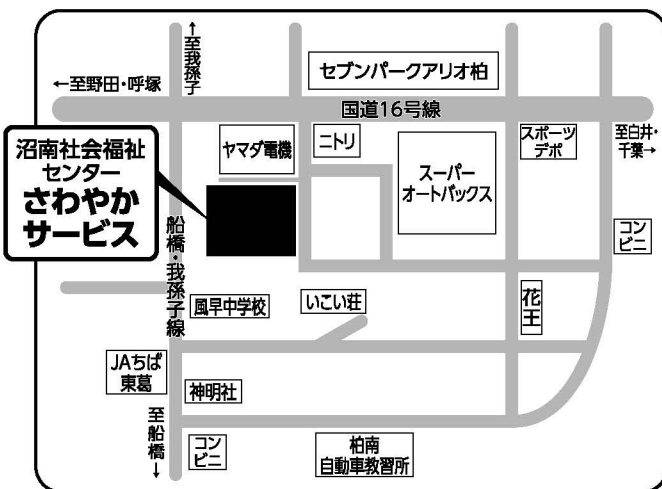 ↑至我孫子
セブンパークアリオ柏
←至野田・呼塚
国道16号線
沼南社会福祉
センター
さわやか
サービス
ヤマダ電機
ニトリ
スーパー
オートバックス
スポーツ
デポ
至白井・
千葉→
コン
ビニ
船橋・我孫子線
風早中学校
いこい荘
花王
JAちば
東葛
神明社
至船橋↓
コン
ビニ
柏南
自動車教習所